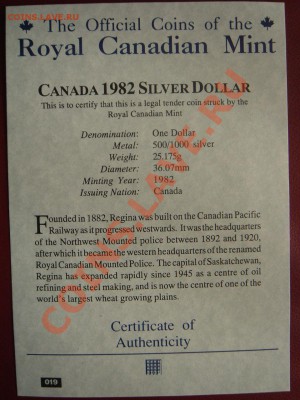 COINS.LAVE.RU
The Official Coins of the
Royal Canadian Mint
CANADA 1982 SILVER DOLLAR
This is to certify that this is a legal tender coin struck by the
Royal Canadian Mint
Denomination: One Dollar
Metal: 500/1000 silver
Weight: 25.175g
Diameter: 36.07mm
Minting Year: 1982
Issuing Nation: Canada
Founded in 1882, Regina was built on the Canadian Pacific
Railway as it progressed westwards. It was the headquarters
of the Northwest Mounted police between 1892 and 1920,
after which it became the western headquarters of the renamed
Royal Canadian Mounted Police. The capital of Saskatchewan,
Regina has expanded rapidly since 1945 as a centre of oil
refining and steel making, and is now the centre of one of the
world's largest wheat growing plains.
Certificate of
Authenticity
019
COINS.LAVE.RU